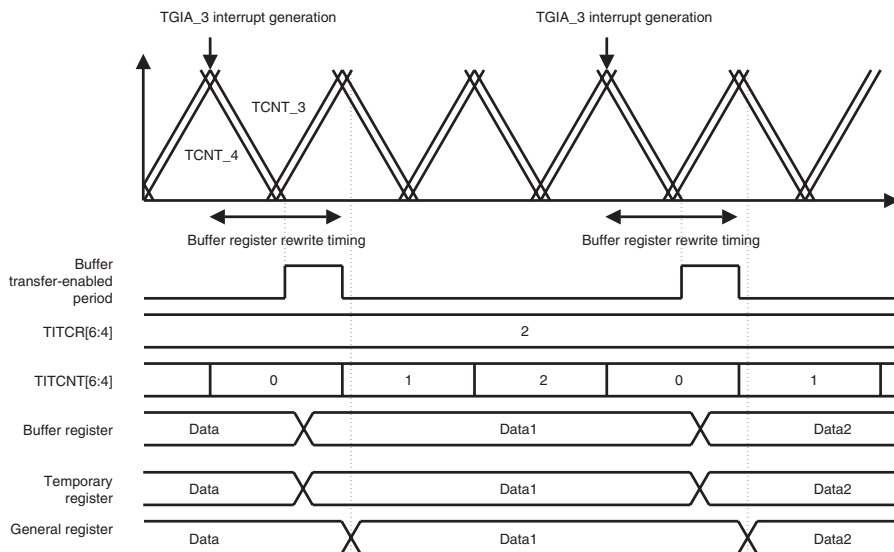 TGIA_3 interrupt generation
TGIA_3 interrupt generation
TCNT_3
TCNT_4
Buffer register rewrite timing
Buffer register rewrite timing
Buffer
transfer-enabled
period
TITCR[6:4]
2
TITCNT[6:4]
0
1
2
0
1
Buffer register
Data
Data1
Data2
Temporary
register
Data
Data1
Data2
General register
Data
Data1
Data2